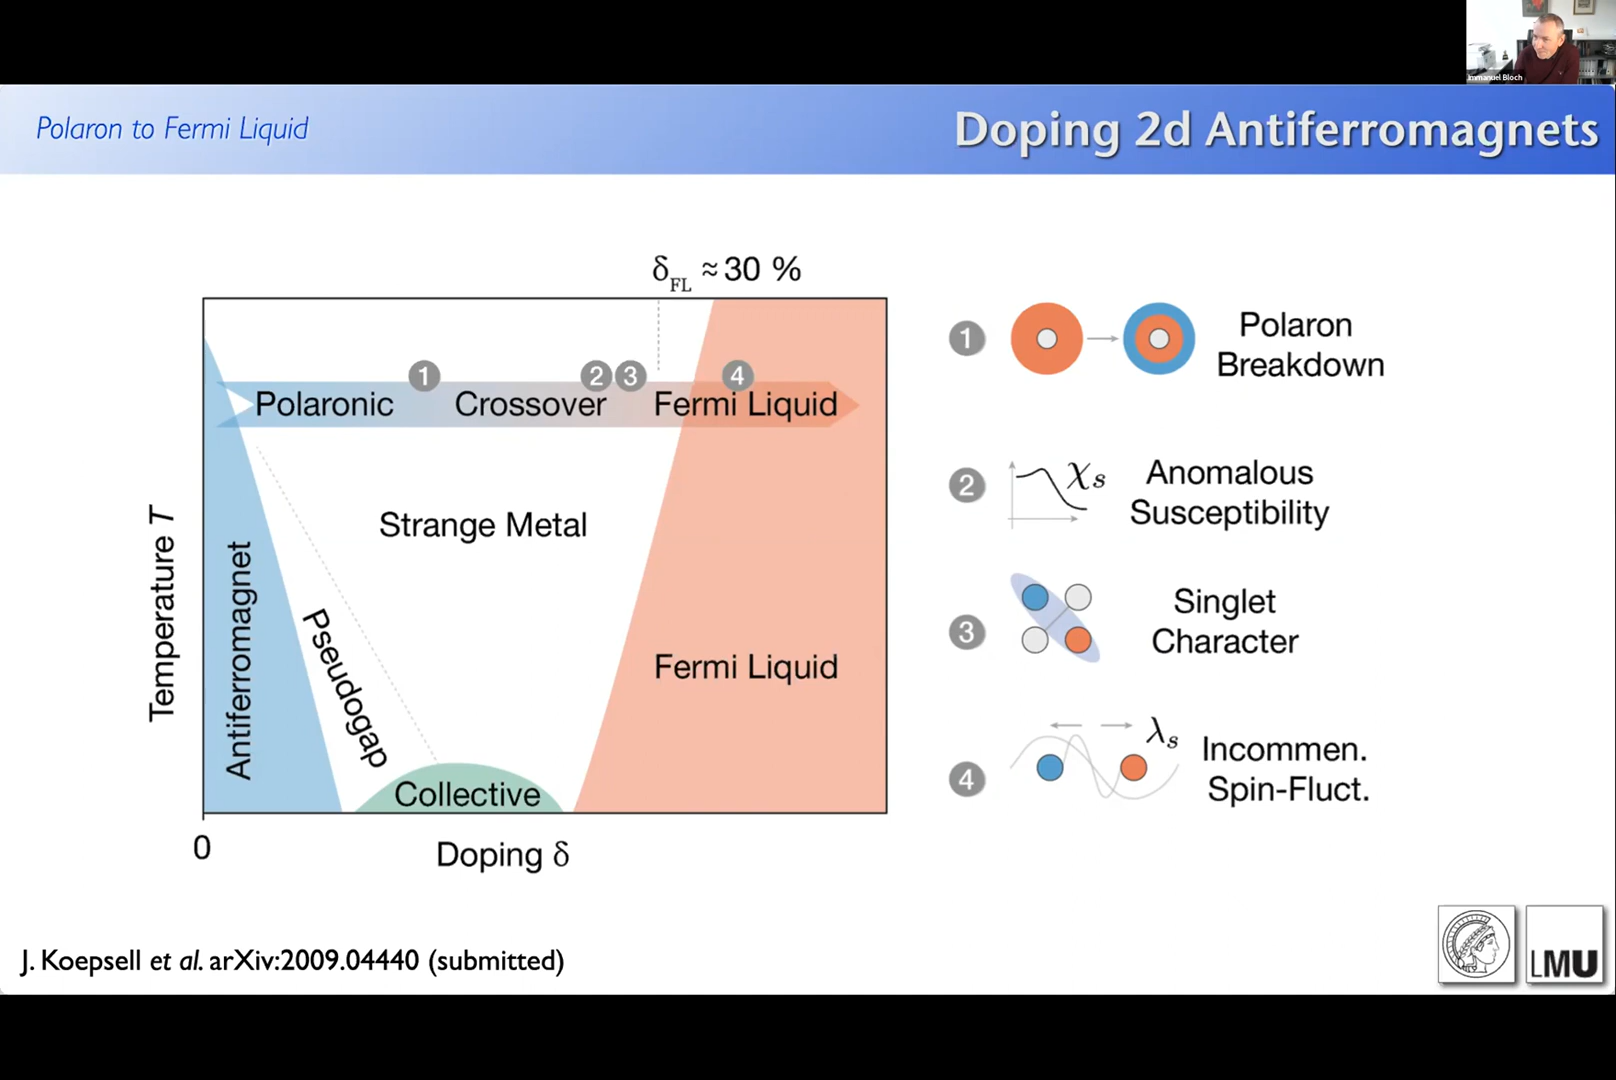 Immanuel Bloch
Polaron to Fermi Liquid
Doping 2d Antiferromagnets
δFL ≈ 30 %
1
2
3
4
Polaronic
Crossover
Fermi Liquid
Strange Metal
Temperature T
Antiferromagnet
Pseudogap
Fermi Liquid
Collective
0
Doping δ
1
Polaron
Breakdown
2
χs
Anomalous
Susceptibility
3
Singlet
Character
4
λs
Incommen.
Spin-Fluct.
J. Koepsell et al. arXiv:2009.04440 (submitted)
LMU